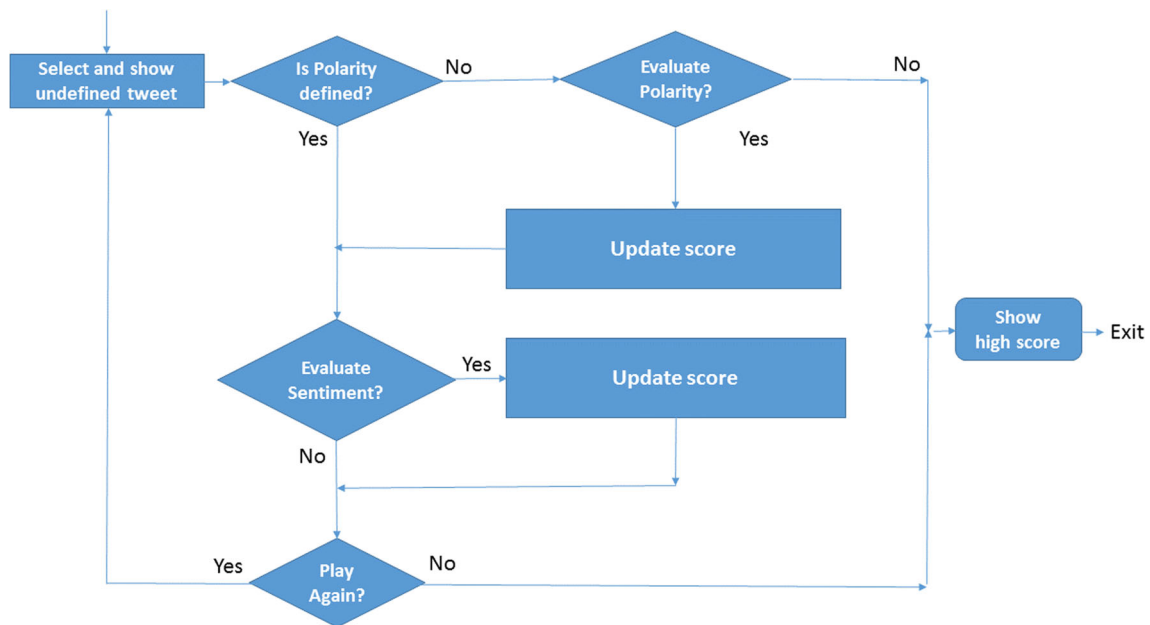 Select and show
undefined tweet
Is Polarity
defined?
No
Evaluate
Polarity?
No
Yes
Yes
Update score
Show
high score
Exit
Evaluate
Sentiment?
Yes
Update score
No
Yes
Play
Again?
No